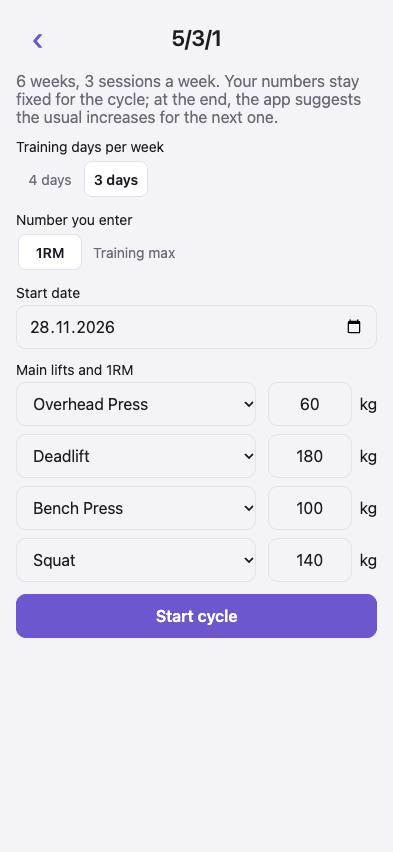 5/3/1
6 weeks, 3 sessions a week. Your numbers stay
fixed for the cycle; at the end, the app suggests
the usual increases for the next one.
Training days per week
4 days 3 days
Number you enter
1RM Training max
Start date
28.11.2026
Main lifts and 1RM
Overhead Press 60 kg
Deadlift 180 kg
Bench Press 100 kg
Squat 140 kg
Start cycle